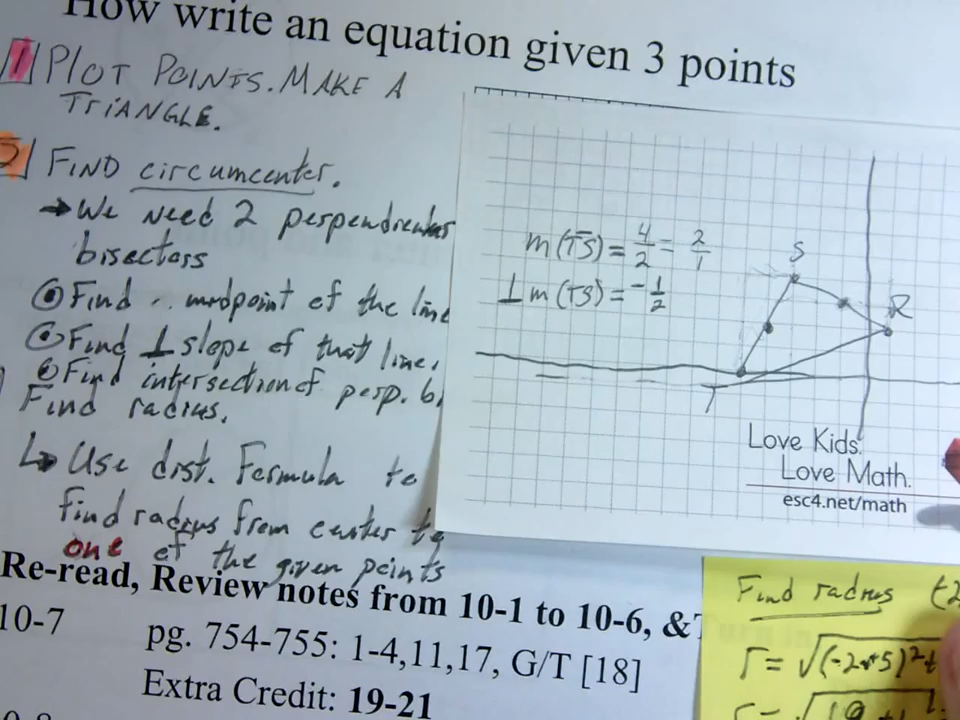 How write an equation given 3 points
1) PLOT POINTS. MAKE A
TRIANGLE.
2) FIND circumcenter.
→ We need 2 perpendicular
bisectors
Find midpoint of the line
Find ⊥ slope of that line.
Find intersection of perp. b
Find radius.
↳ Use dist. Formula to
find radius from center to
one of the given points
m(TS) = 4/2 = 2/1
⊥ m(TS) = -1/2
S
R
T
Love Kids.
Love Math.
esc4.net/math
Re-read, Review notes from 10-1 to 10-6, &
10-7 pg. 754-755: 1-4,11,17, G/T [18]
Extra Credit: 19-21
Find radius
r = √(-2+5)²+